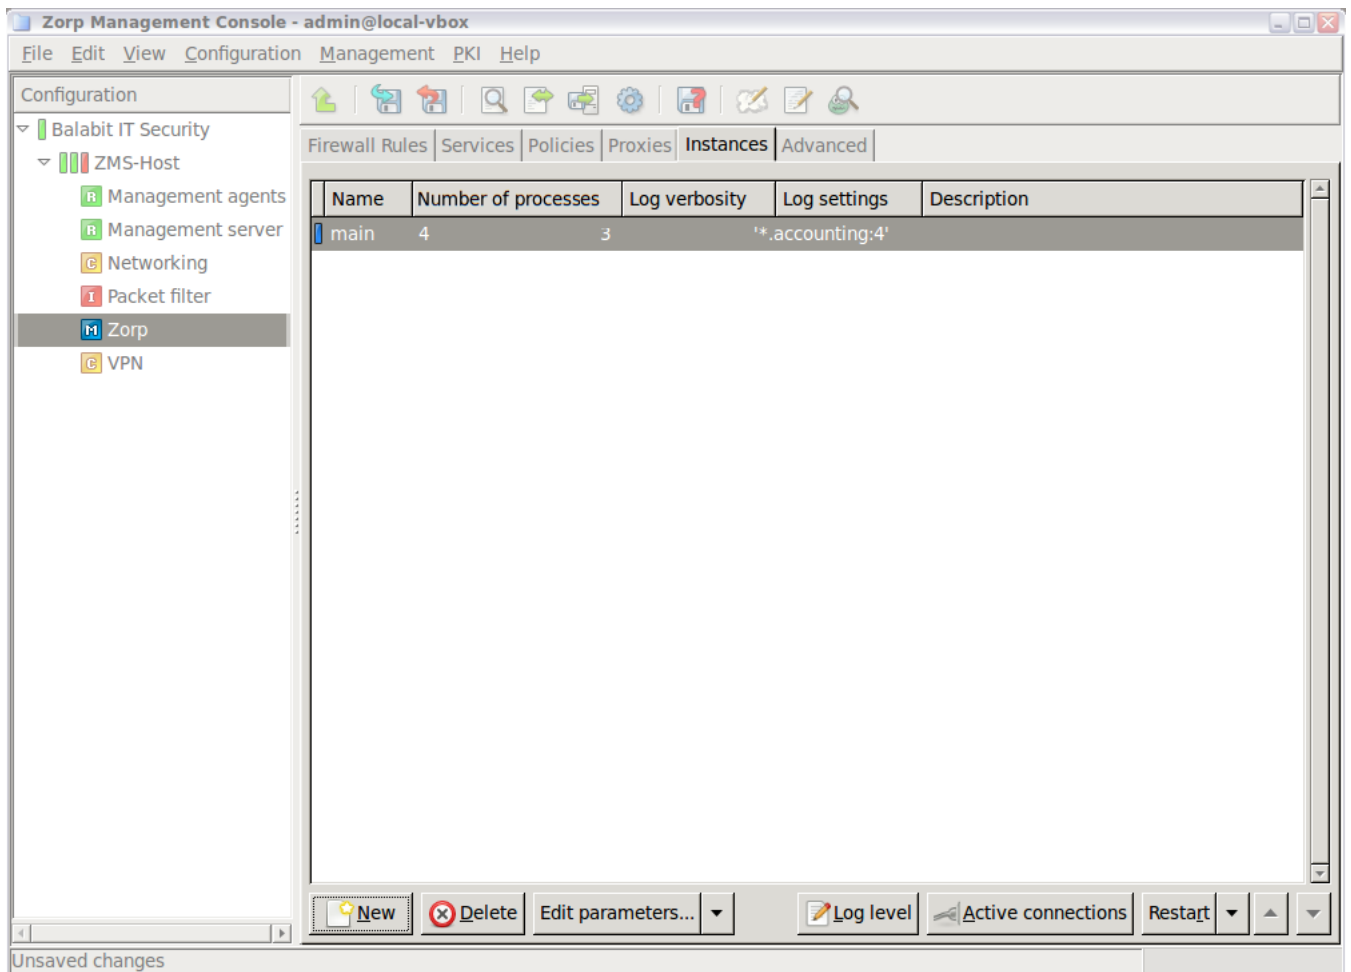 Zorp Management Console - admin@local-vbox
File Edit View Configuration Management PKI Help
Configuration
Balabit IT Security
ZMS-Host
R Management agents
R Management server
C Networking
I Packet filter
M Zorp
C VPN
Firewall Rules Services Policies Proxies Instances Advanced
Name Number of processes Log verbosity Log settings Description
main 4 3 '*.accounting:4'
New Delete Edit parameters... Log level Active connections Restart
Unsaved changes